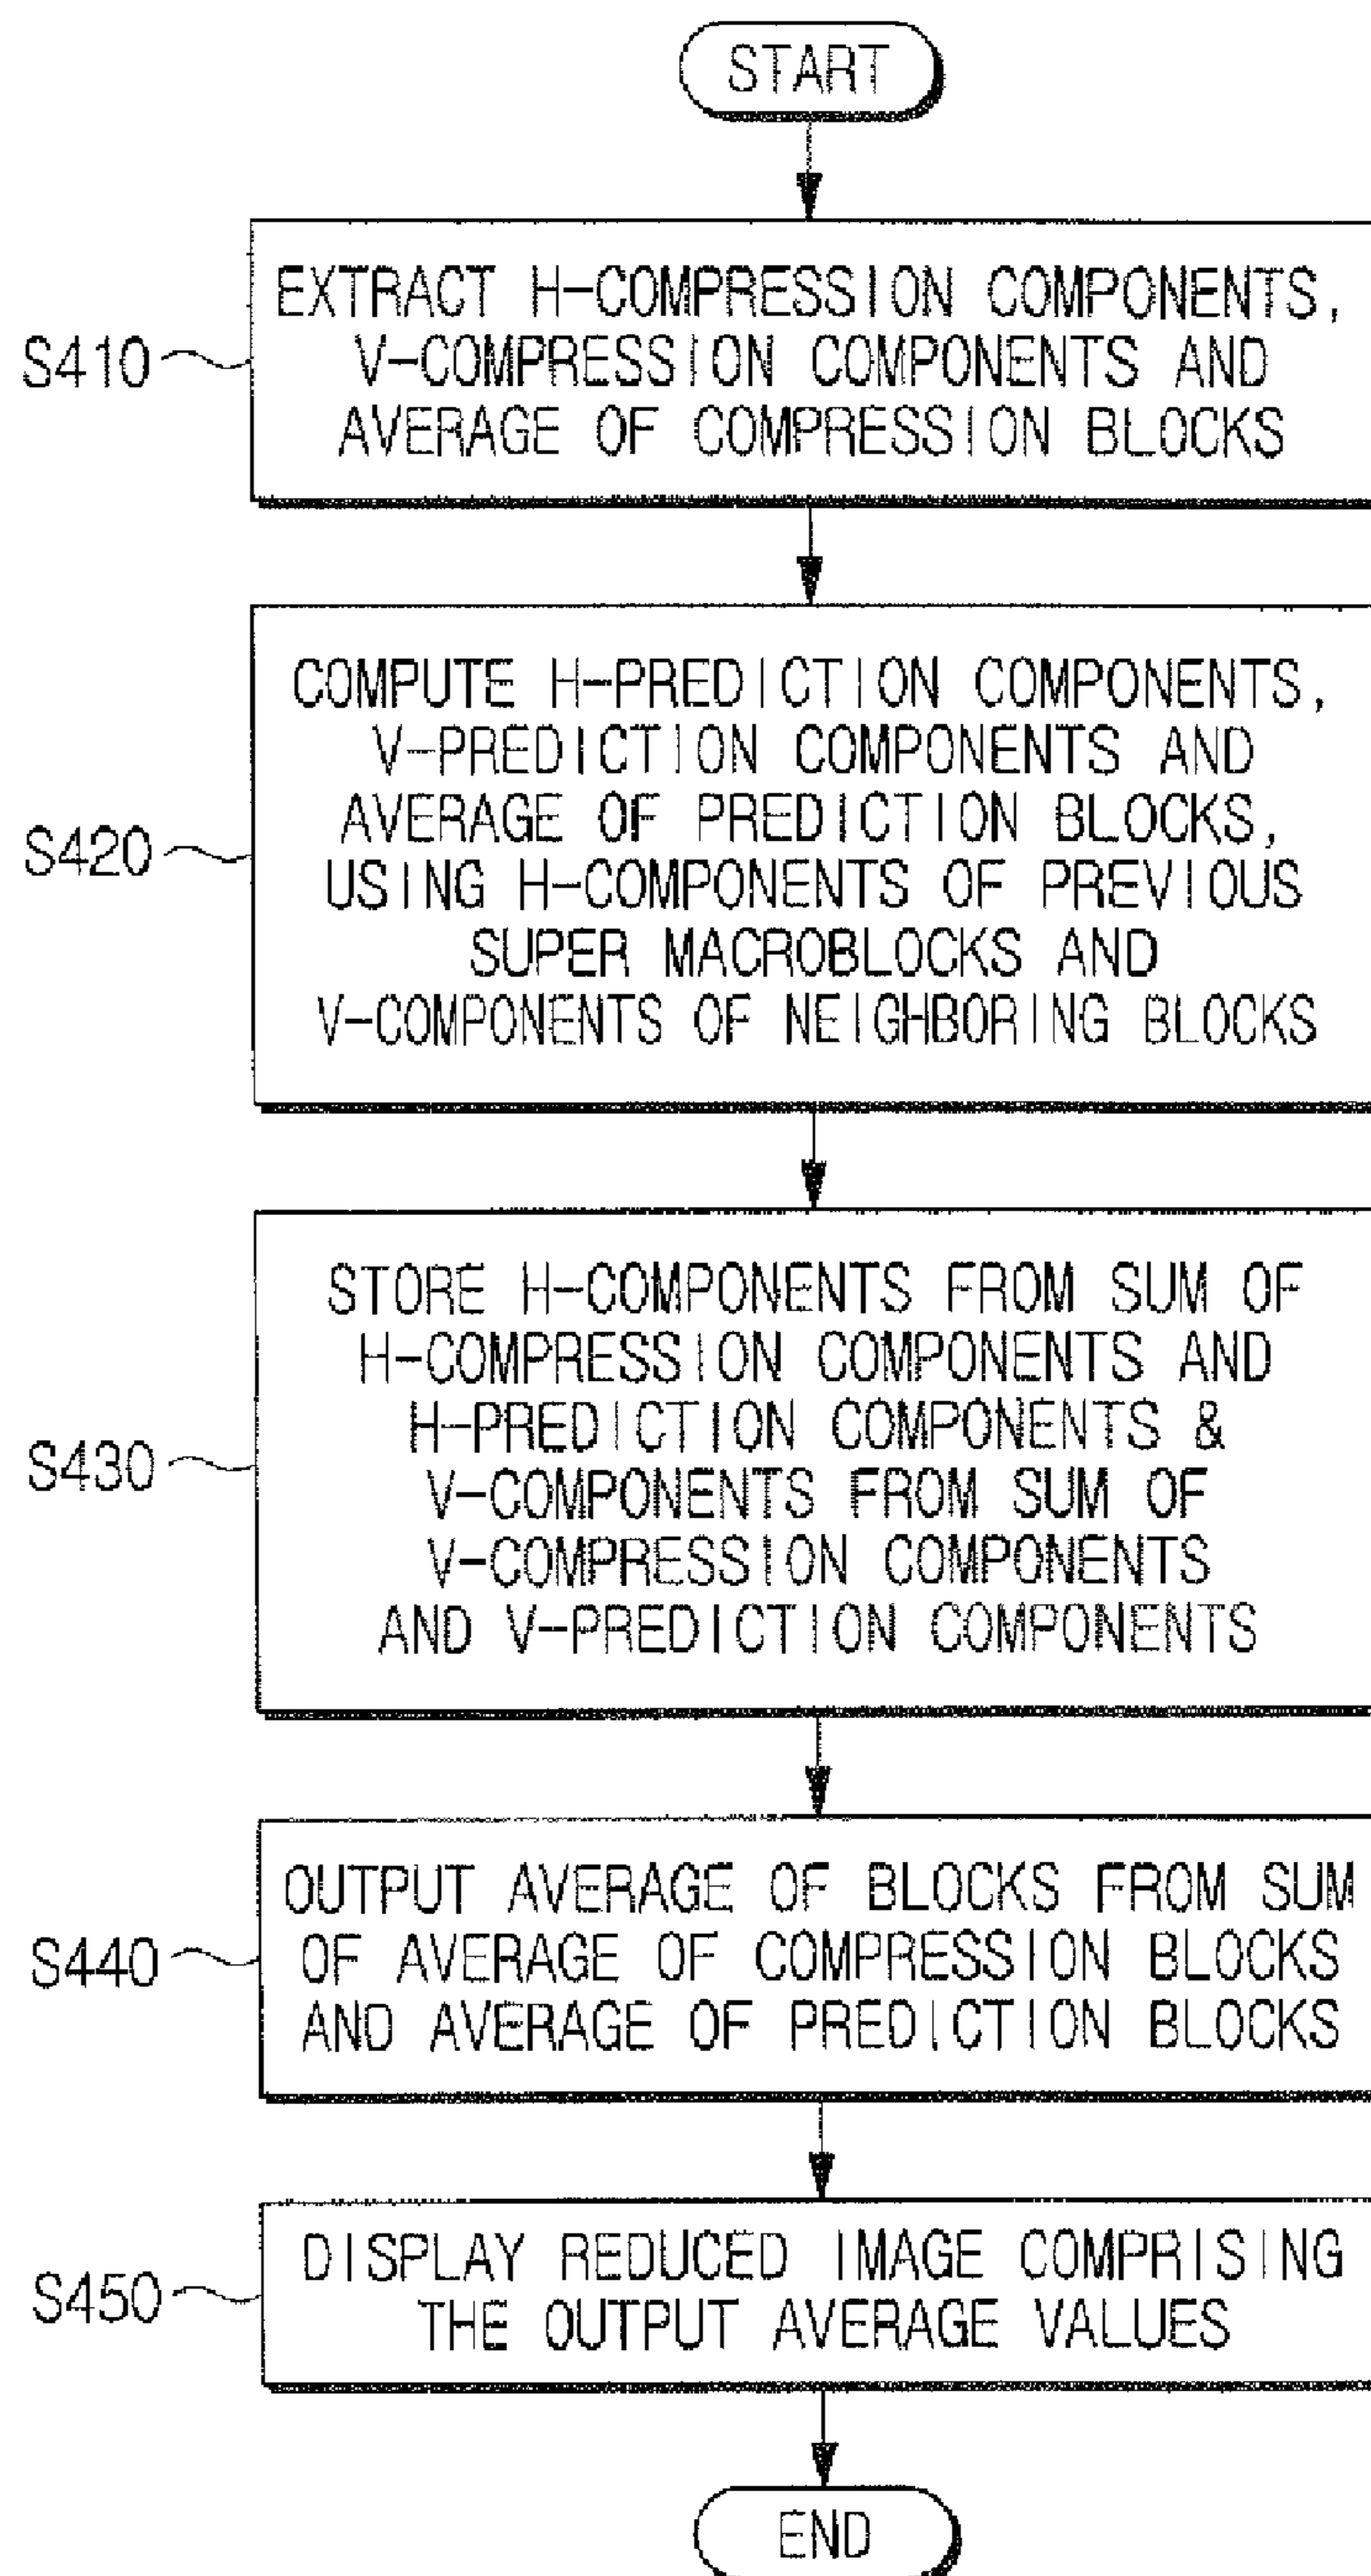 START
S410
EXTRACT H-COMPRESSION COMPONENTS,
V-COMPRESSION COMPONENTS AND
AVERAGE OF COMPRESSION BLOCKS
S420
COMPUTE H-PREDICTION COMPONENTS,
V-PREDICTION COMPONENTS AND
AVERAGE OF PREDICTION BLOCKS,
USING H-COMPONENTS OF PREVIOUS
SUPER MACROBLOCKS AND
V-COMPONENTS OF NEIGHBORING BLOCKS
S430
STORE H-COMPONENTS FROM SUM OF
H-COMPRESSION COMPONENTS AND
H-PREDICTION COMPONENTS &
V-COMPONENTS FROM SUM OF
V-COMPRESSION COMPONENTS
AND V-PREDICTION COMPONENTS
S440
OUTPUT AVERAGE OF BLOCKS FROM SUM
OF AVERAGE OF COMPRESSION BLOCKS
AND AVERAGE OF PREDICTION BLOCKS
S450
DISPLAY REDUCED IMAGE COMPRISING
THE OUTPUT AVERAGE VALUES
END